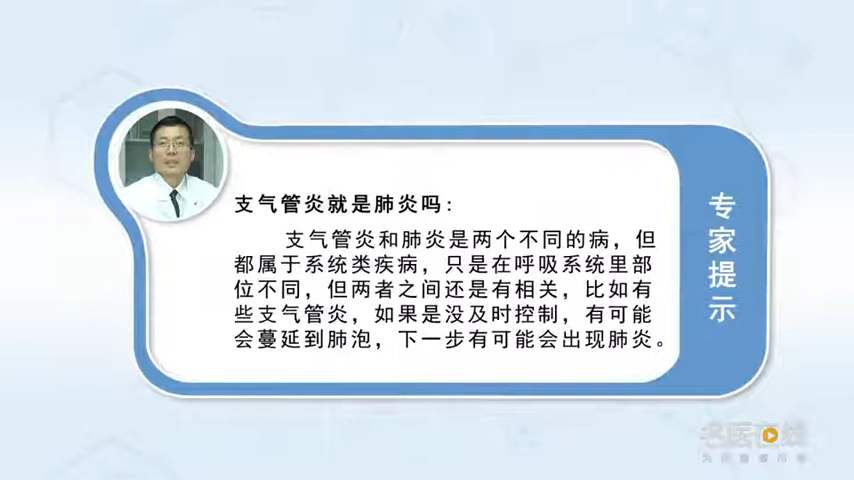 支气管炎就是肺炎吗：
支气管炎和肺炎是两个不同的病，但
都属于系统类疾病，只是在呼吸系统里部
位不同，但两者之间还是有相关，比如有
些支气管炎，如果是没及时控制，有可能
会蔓延到肺泡，下一步有可能会出现肺炎。
专家提示
名医在线